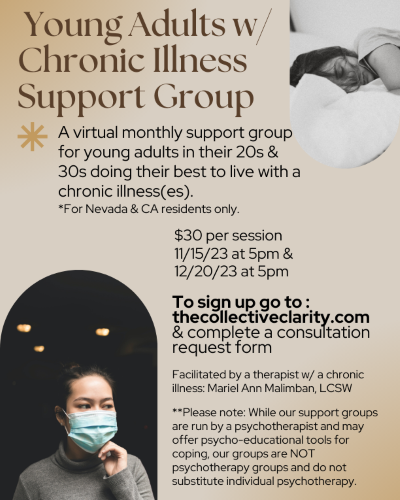 Young Adults w/
Chronic Illness
Support Group
A virtual monthly support group
for young adults in their 20s &
30s doing their best to live with a
chronic illness(es).
*For Nevada & CA residents only.
$30 per session
11/15/23 at 5pm &
12/20/23 at 5pm
To sign up go to :
thecollectiveclarity.com
& complete a consultation
request form
Facilitated by a therapist w/ a chronic
illness: Mariel Ann Malimban, LCSW
**Please note: While our support groups
are run by a psychotherapist and may
offer psycho-educational tools for
coping, our groups are NOT
psychotherapy groups and do not
substitute individual psychotherapy.